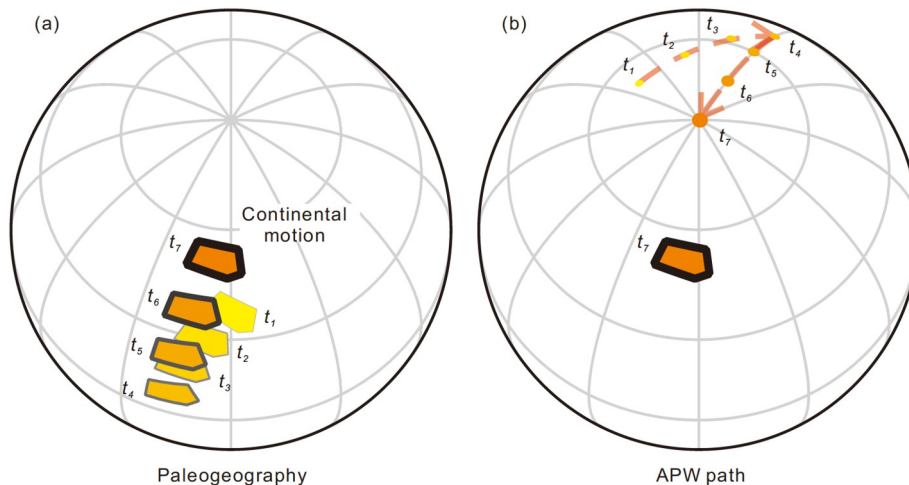 (a)
Continental
motion
t7
t6
t1
t5
t2
t3
t4
Paleogeography
(b)
t3
t2
t4
t1
t5
t6
t7
t7
APW path